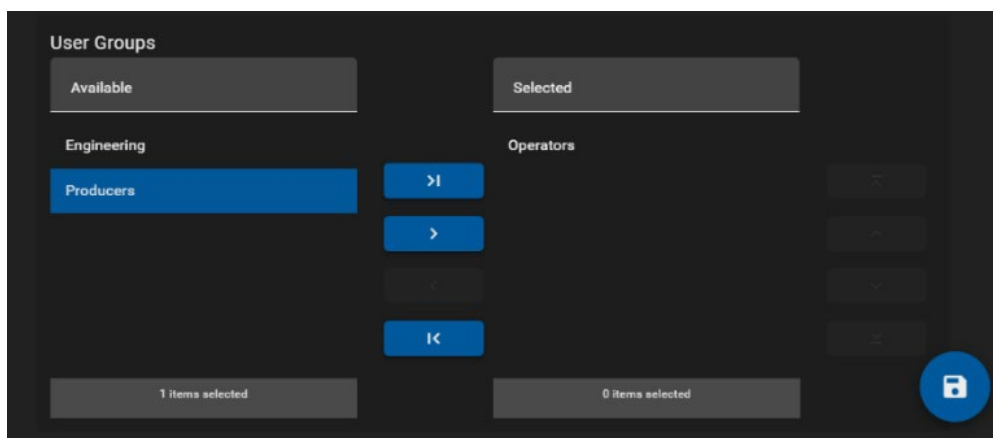 User Groups
Available
Selected
Engineering
Operators
Producers
1 items selected
0 items selected